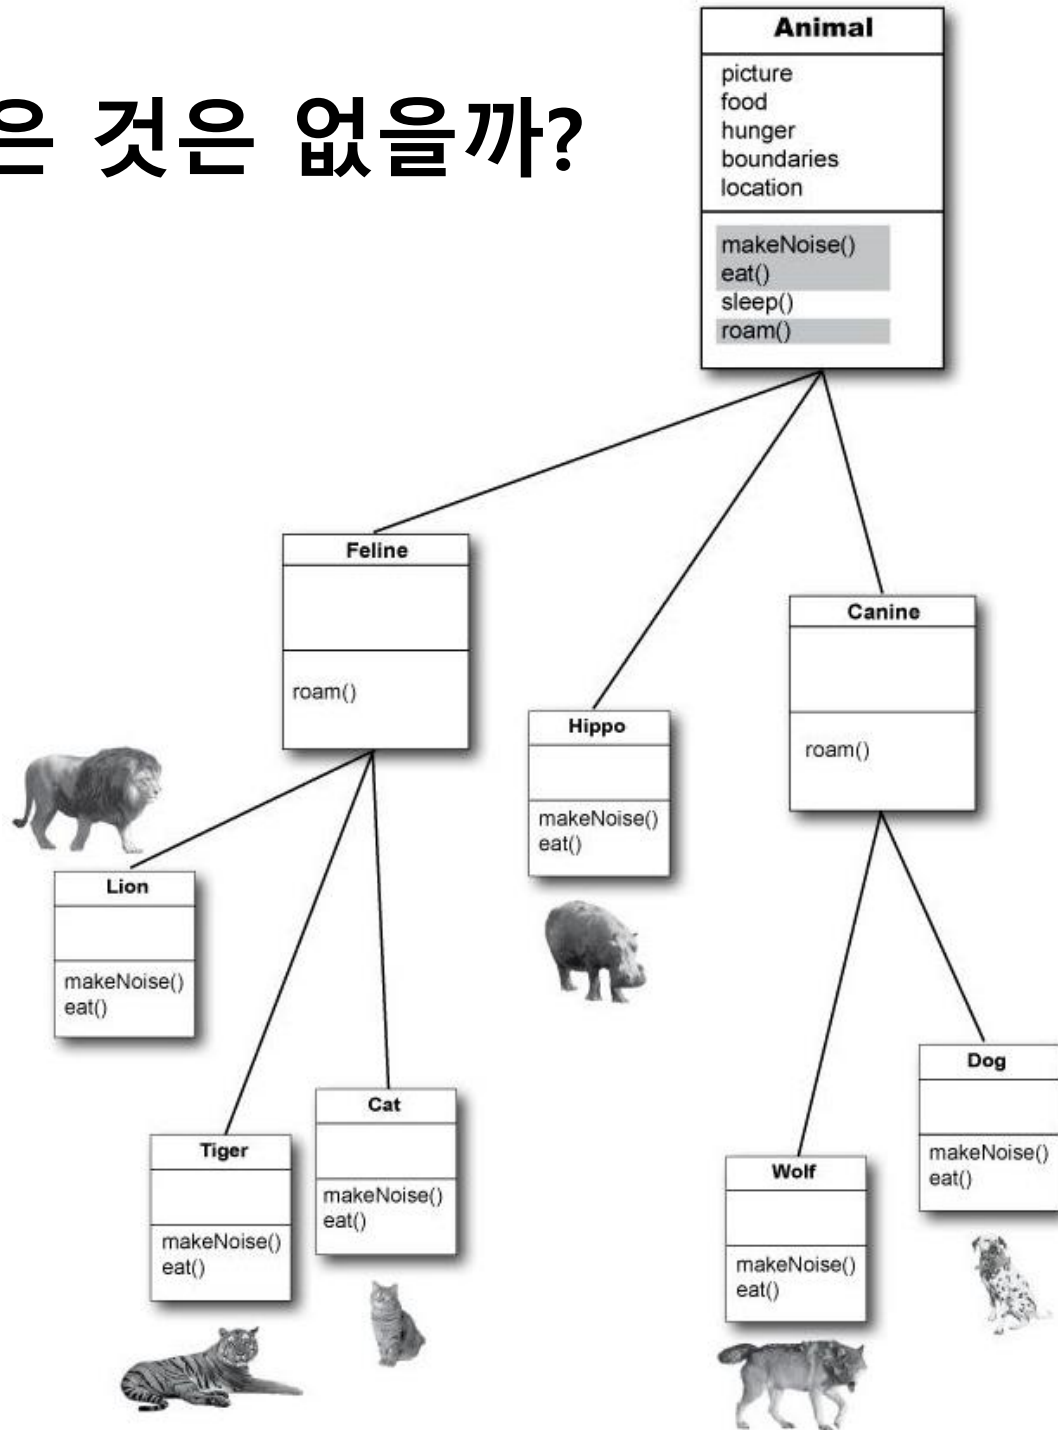 은 것은 없을까?
Animal
picture
food
hunger
boundaries
location
makeNoise()
eat()
sleep()
roam()
Feline
roam()
Canine
roam()
Hippo
makeNoise()
eat()
Lion
makeNoise()
eat()
Dog
makeNoise()
eat()
Cat
makeNoise()
eat()
Tiger
makeNoise()
eat()
Wolf
makeNoise()
eat()